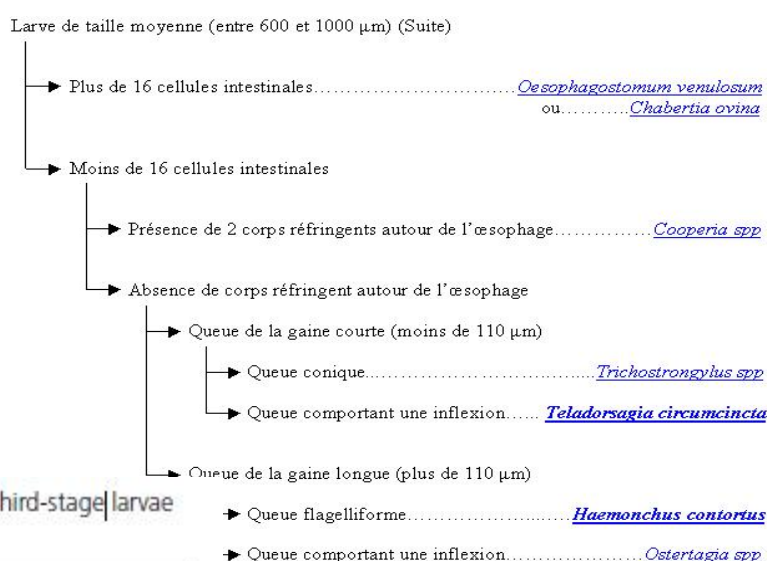 Larve de taille moyenne (entre 600 et 1000 µm) (Suite)
Plus de 16 cellules intestinales……………………….…Oesophagostomum venulosum
ou………..Chabertia ovina
Moins de 16 cellules intestinales
Présence de 2 corps réfringents autour de l'œsophage……………Cooperia spp
Absence de corps réfringent autour de l'œsophage
Queue de la gaine courte (moins de 110 µm)
Queue conique...…………………………….....Trichostrongylus spp
Queue comportant une inflexion…... Teladorsagia circumcincta
Queue de la gaine longue (plus de 110 µm)
hird-stage larvae
Queue flagelliforme……………….....…..Haemonchus contortus
Queue comportant une inflexion…………………Ostertagia spp